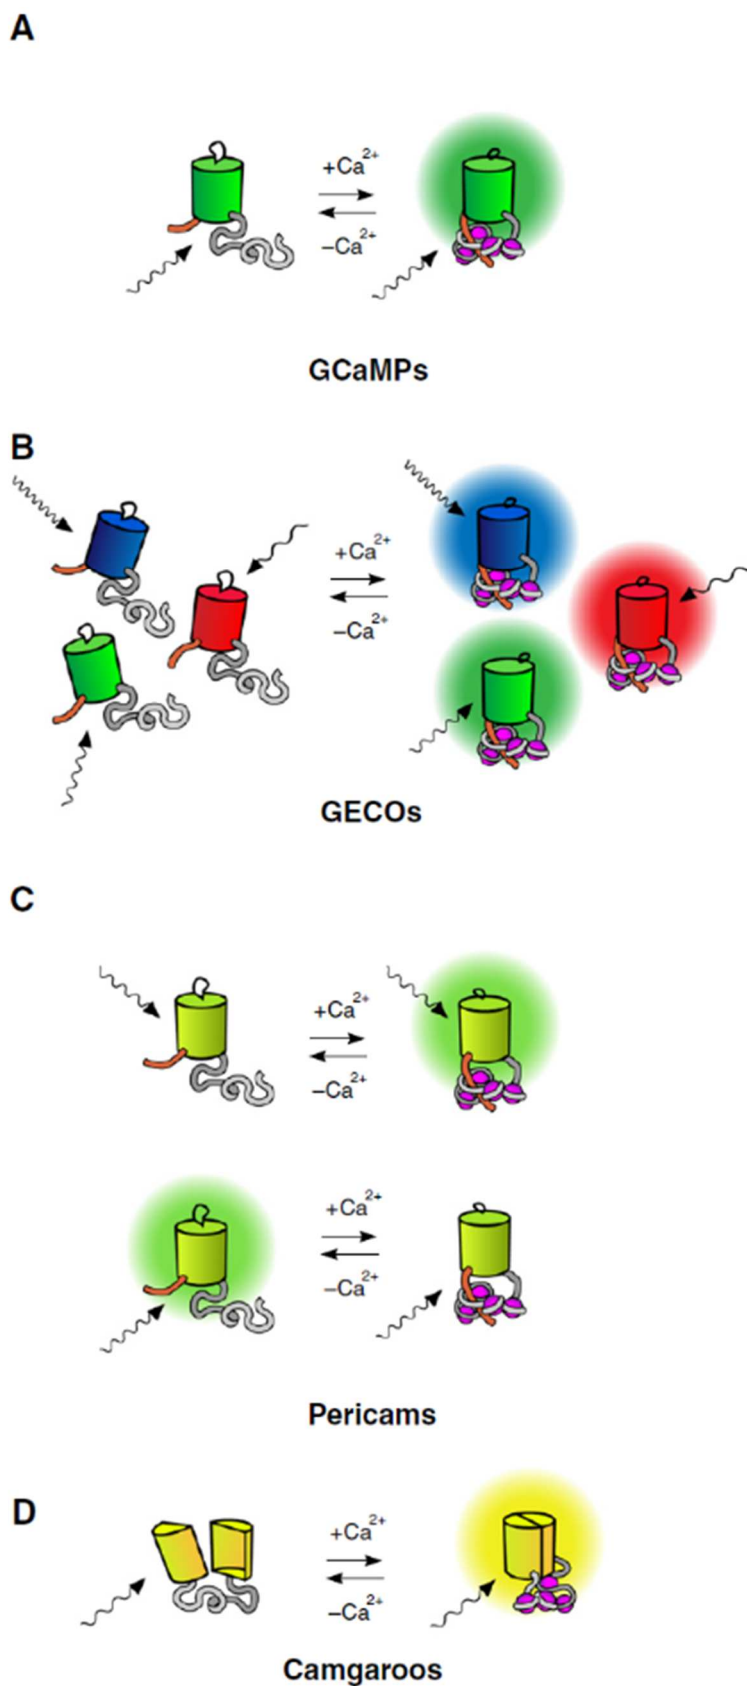 A
+Ca2+
–Ca2+
GCaMPs
B
+Ca2+
–Ca2+
GECOs
C
+Ca2+
–Ca2+
+Ca2+
–Ca2+
Pericams
D
+Ca2+
–Ca2+
Camgaroos